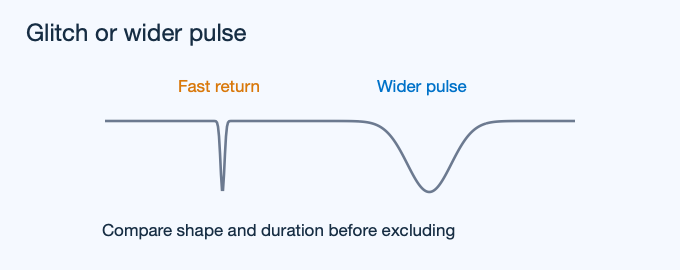 Glitch or wider pulse
Fast return
Wider pulse
Compare shape and duration before excluding